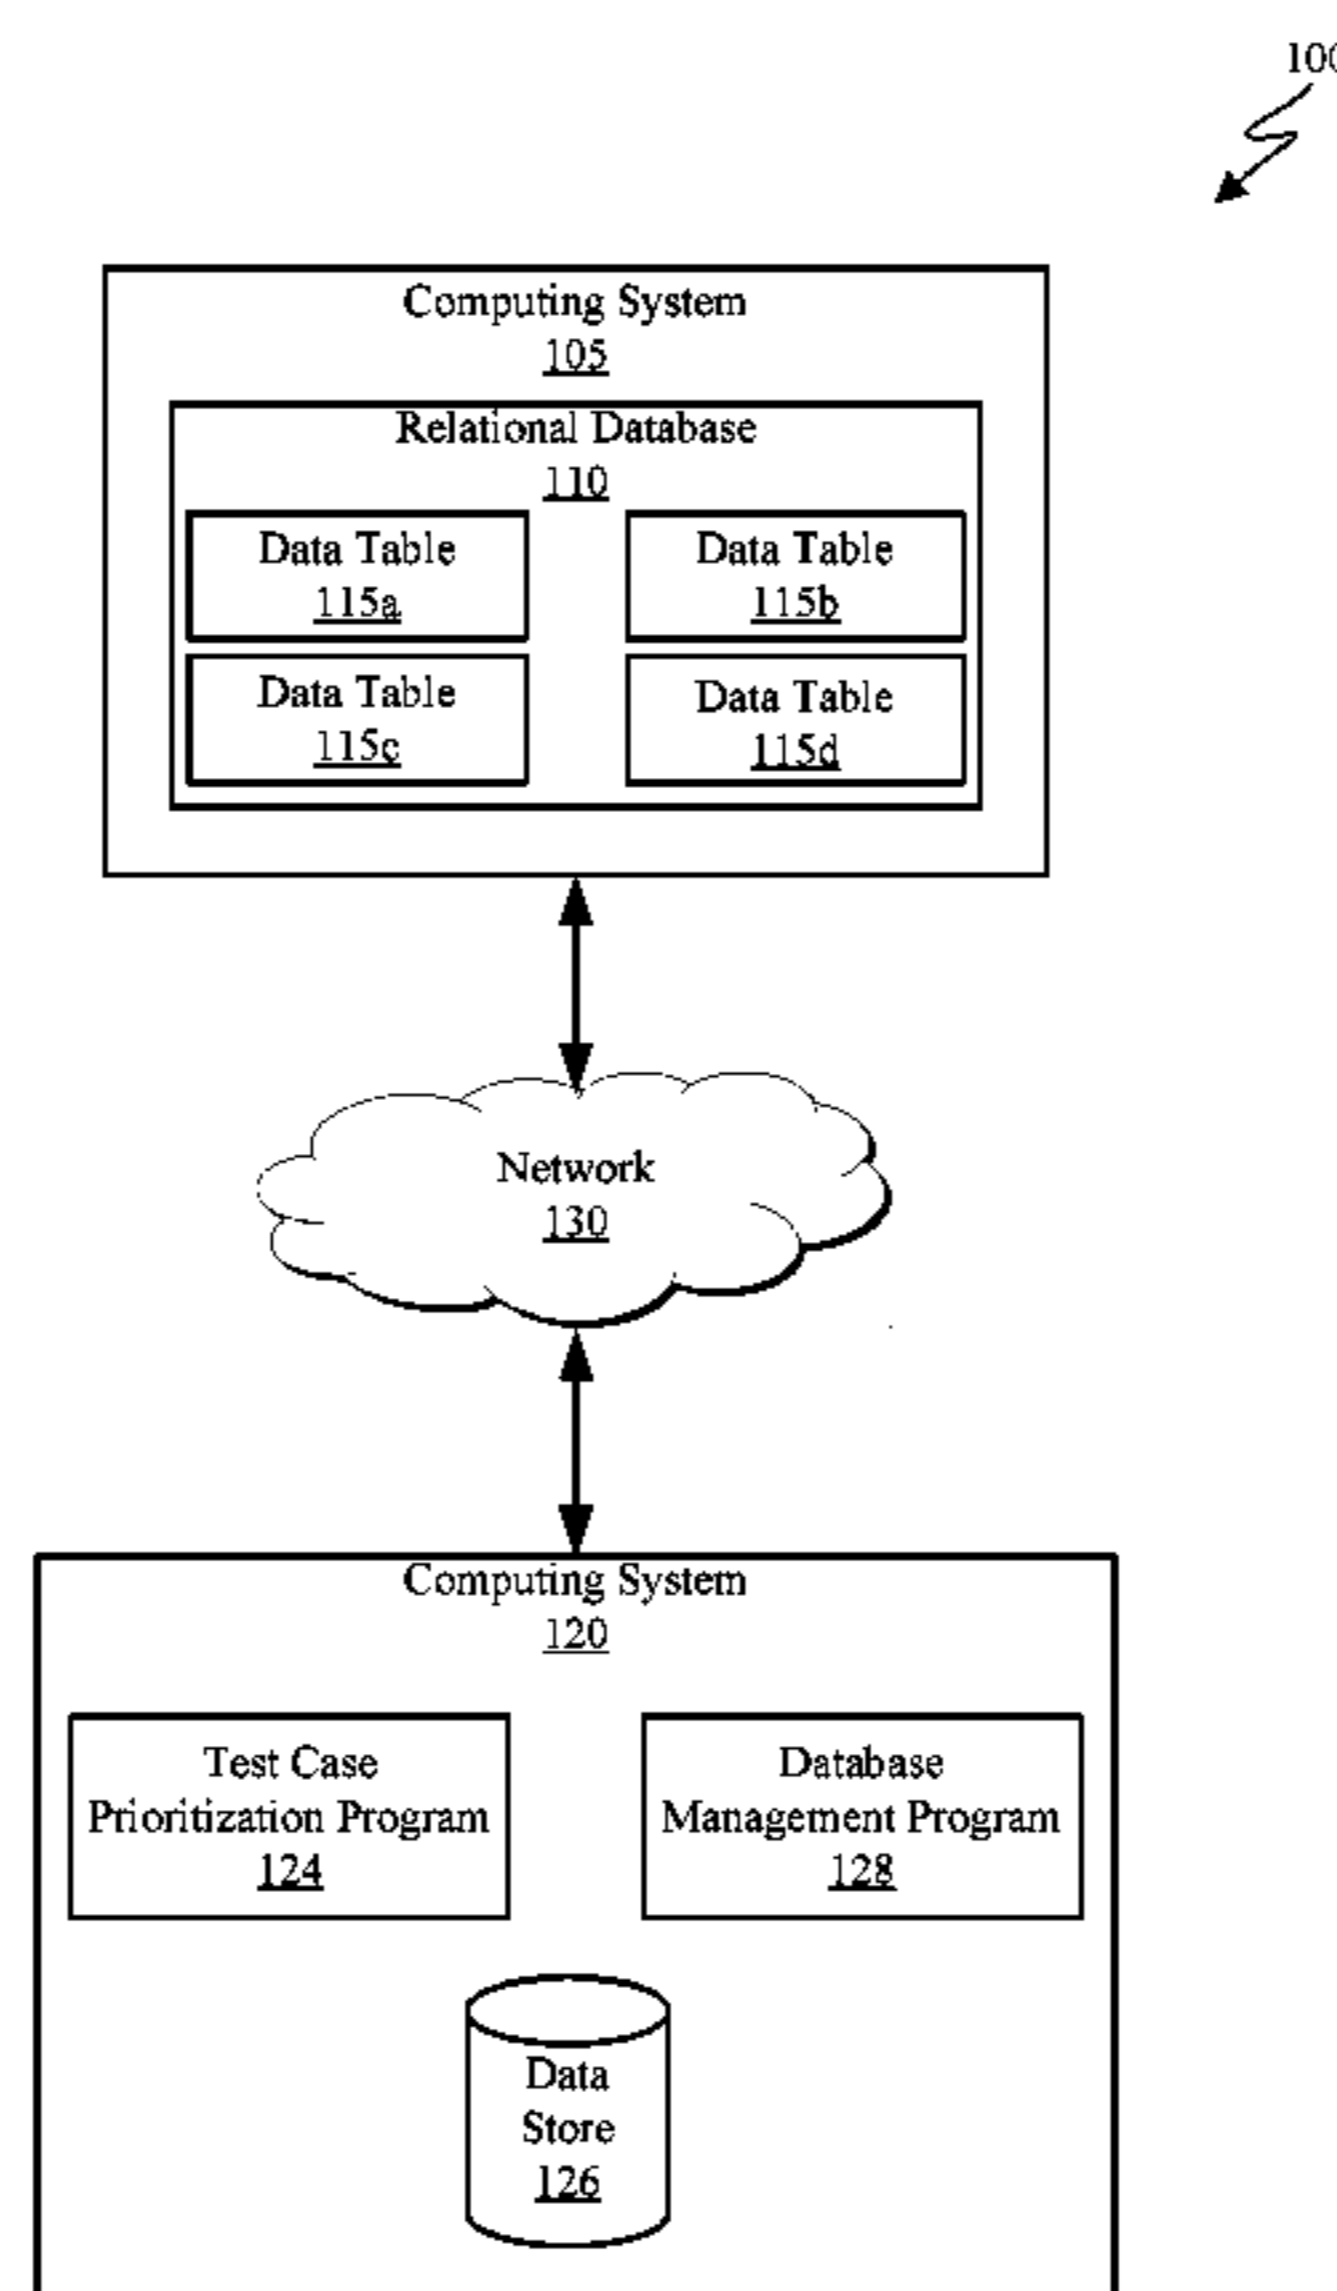 100
Computing System
105
Relational Database
110
Data Table
115a
Data Table
115b
Data Table
115c
Data Table
115d
Network
130
Computing System
120
Test Case
Prioritization Program
124
Database
Management Program
128
Data
Store
126